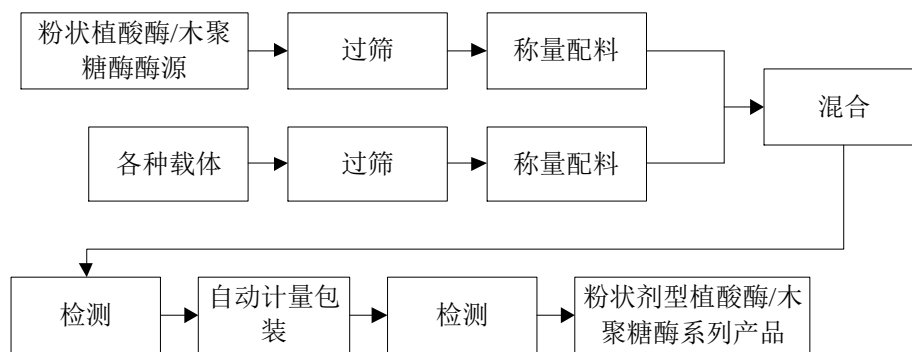 粉状植酸酶/木聚
糖酶酶源
过筛
称量配料
混合
各种载体
过筛
称量配料
检测
自动计量包
装
检测
粉状剂型植酸酶/木
聚糖酶系列产品